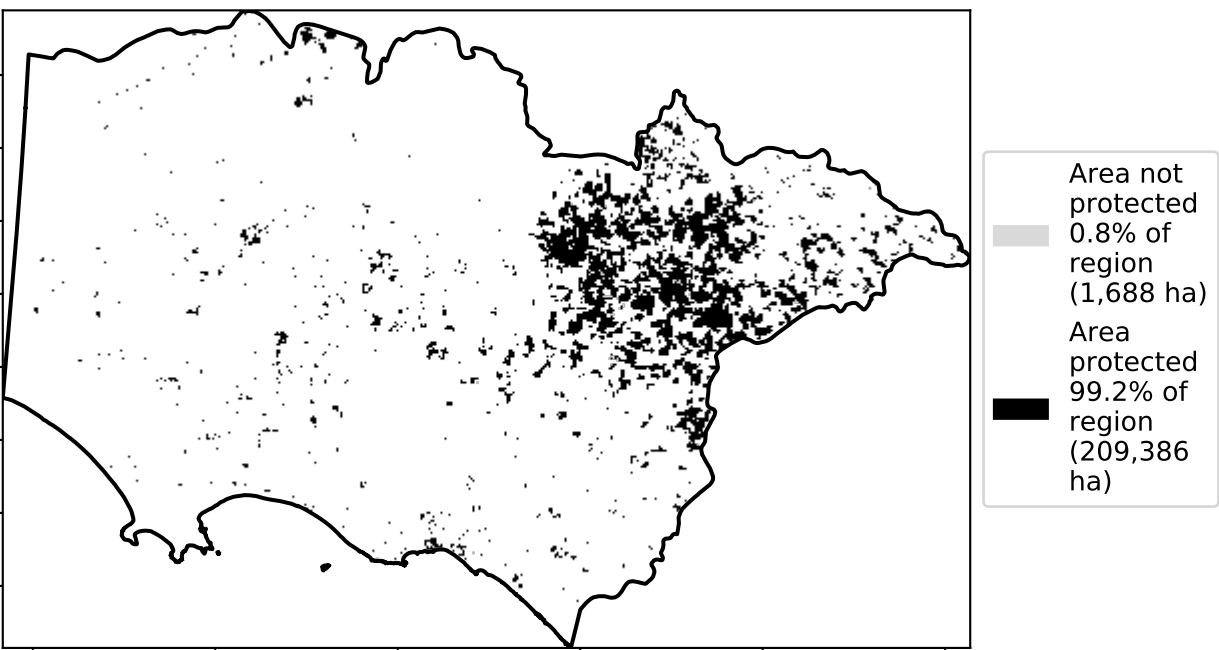 Area not
protected
0.8% of
region
(1,688 ha)
Area
protected
99.2% of
region
(209,386
ha)